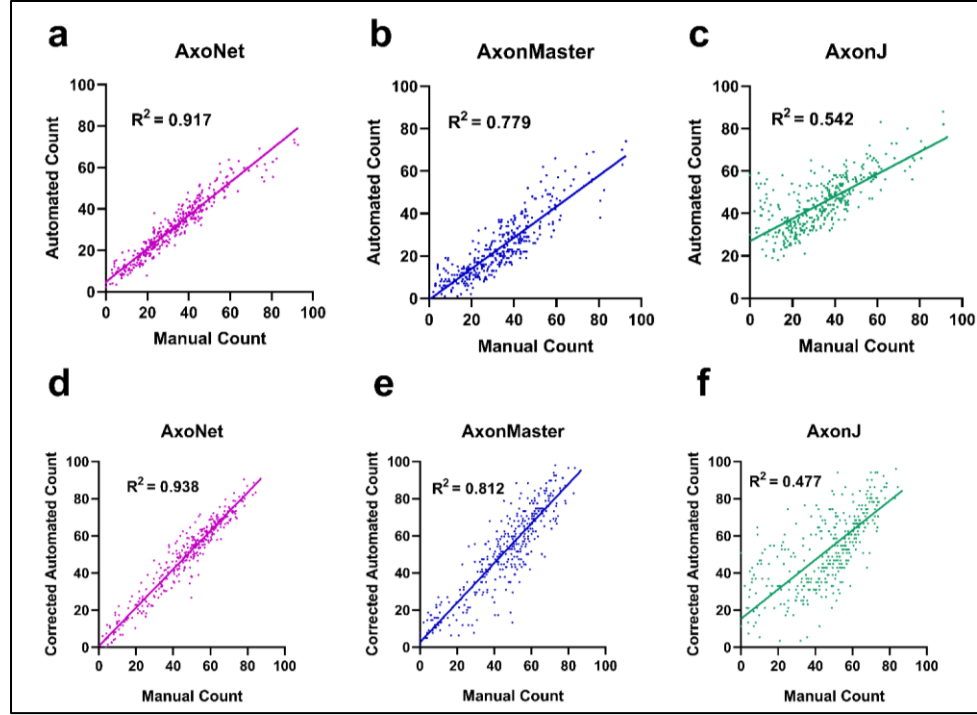 a
AxoNet
R² = 0.917
Automated Count
100
80
60
40
20
0
0 20 40 60 80 100
Manual Count
b
AxonMaster
R² = 0.779
Automated Count
100
80
60
40
20
0
0 20 40 60 80 100
Manual Count
c
AxonJ
R² = 0.542
Automated Count
100
80
60
40
20
0
0 20 40 60 80 100
Manual Count
d
AxoNet
R² = 0.938
Corrected Automated Count
100
80
60
40
20
0
0 20 40 60 80 100
Manual Count
e
AxonMaster
R² = 0.812
Corrected Automated Count
100
80
60
40
20
0
0 20 40 60 80 100
Manual Count
f
AxonJ
R² = 0.477
Corrected Automated Count
100
80
60
40
20
0
0 20 40 60 80 100
Manual Count